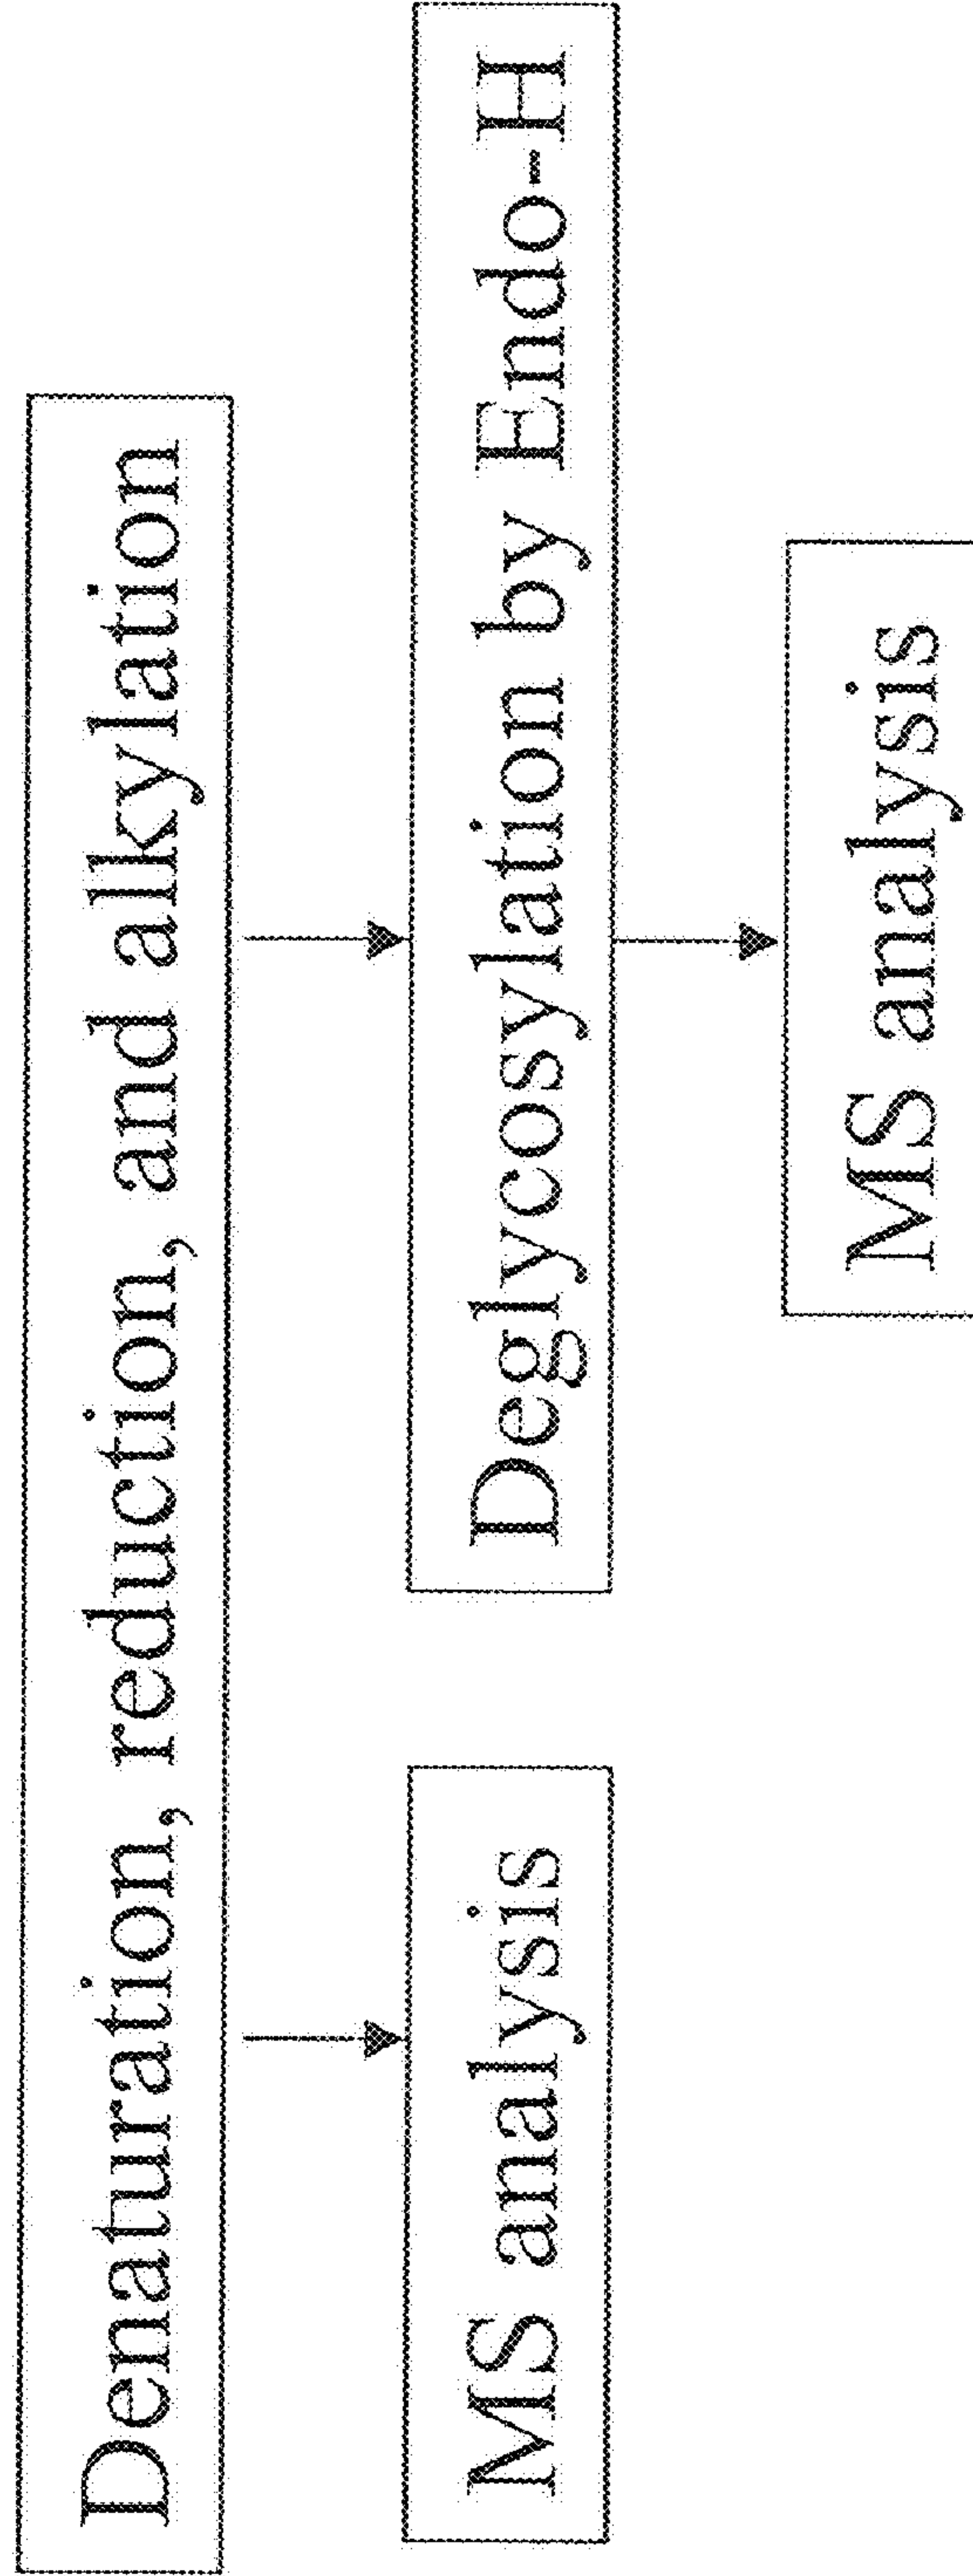 Denaturation, reduction, and alkylation
MS analysis
Deglycosylation by Endo-H
MS analysis